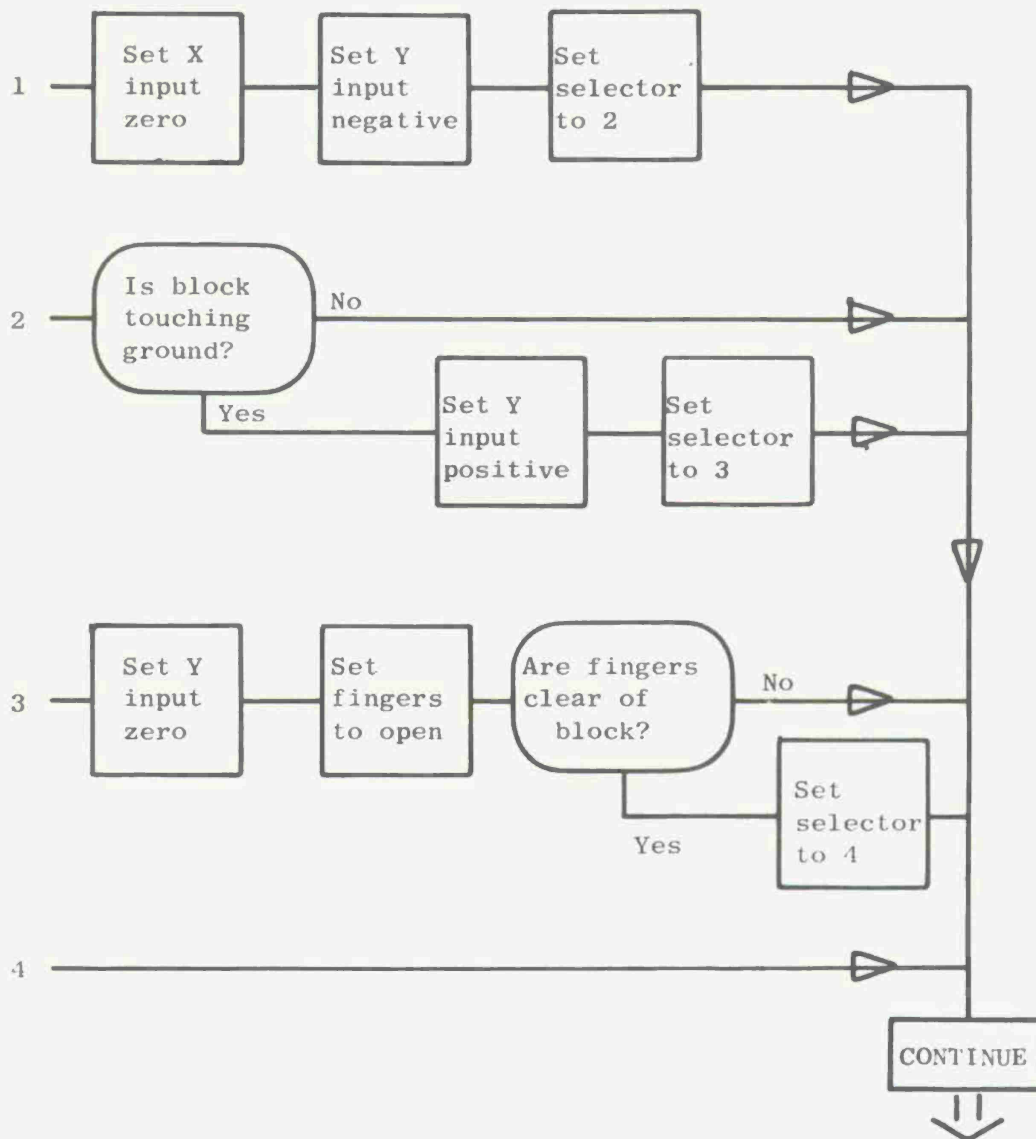 1
Set X
input
zero
Set Y
input
negative
Set
selector
to 2
2
Is block
touching
ground?
No
Yes
Set Y
input
positive
Set
selector
to 3
3
Set Y
input
zero
Set
fingers
to open
Are fingers
clear of
block?
No
Yes
Set
selector
to 4
4
CONTINUE